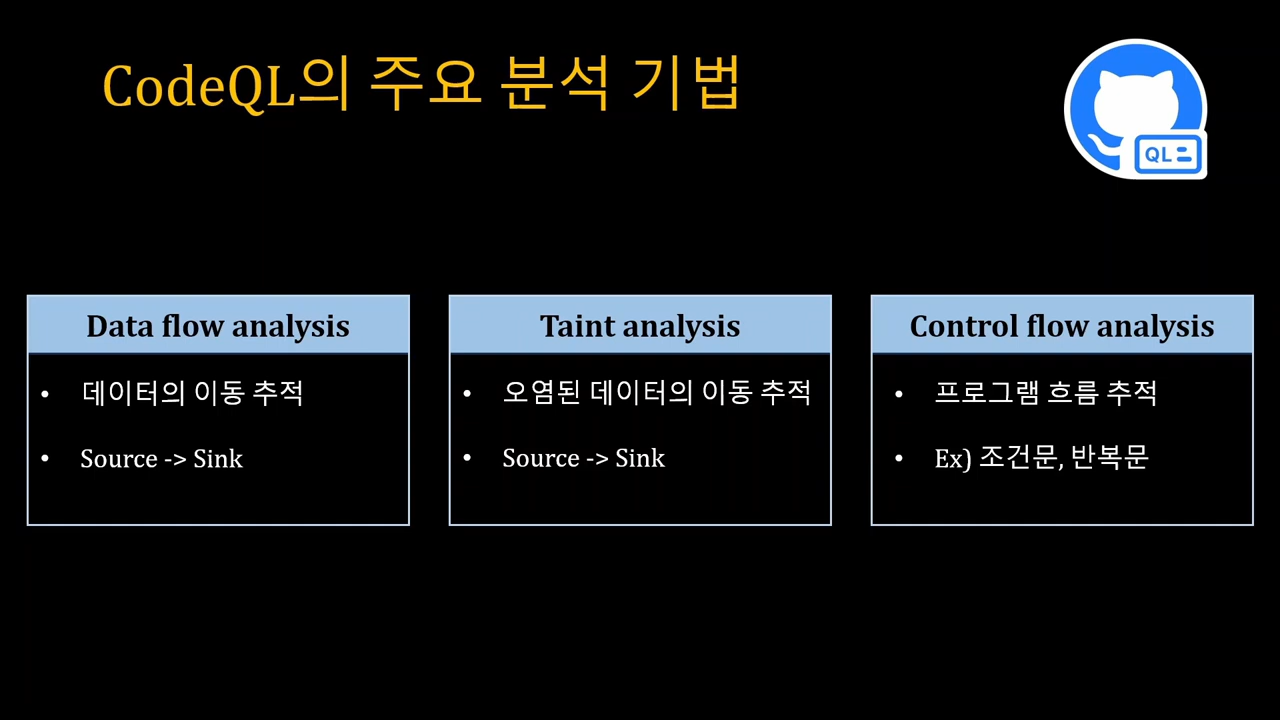 CodeQL의 주요 분석 기법
QL
Data flow analysis
• 데이터의 이동 추적
• Source -> Sink
Taint analysis
• 오염된 데이터의 이동 추적
• Source -> Sink
Control flow analysis
• 프로그램 흐름 추적
• Ex) 조건문, 반복문